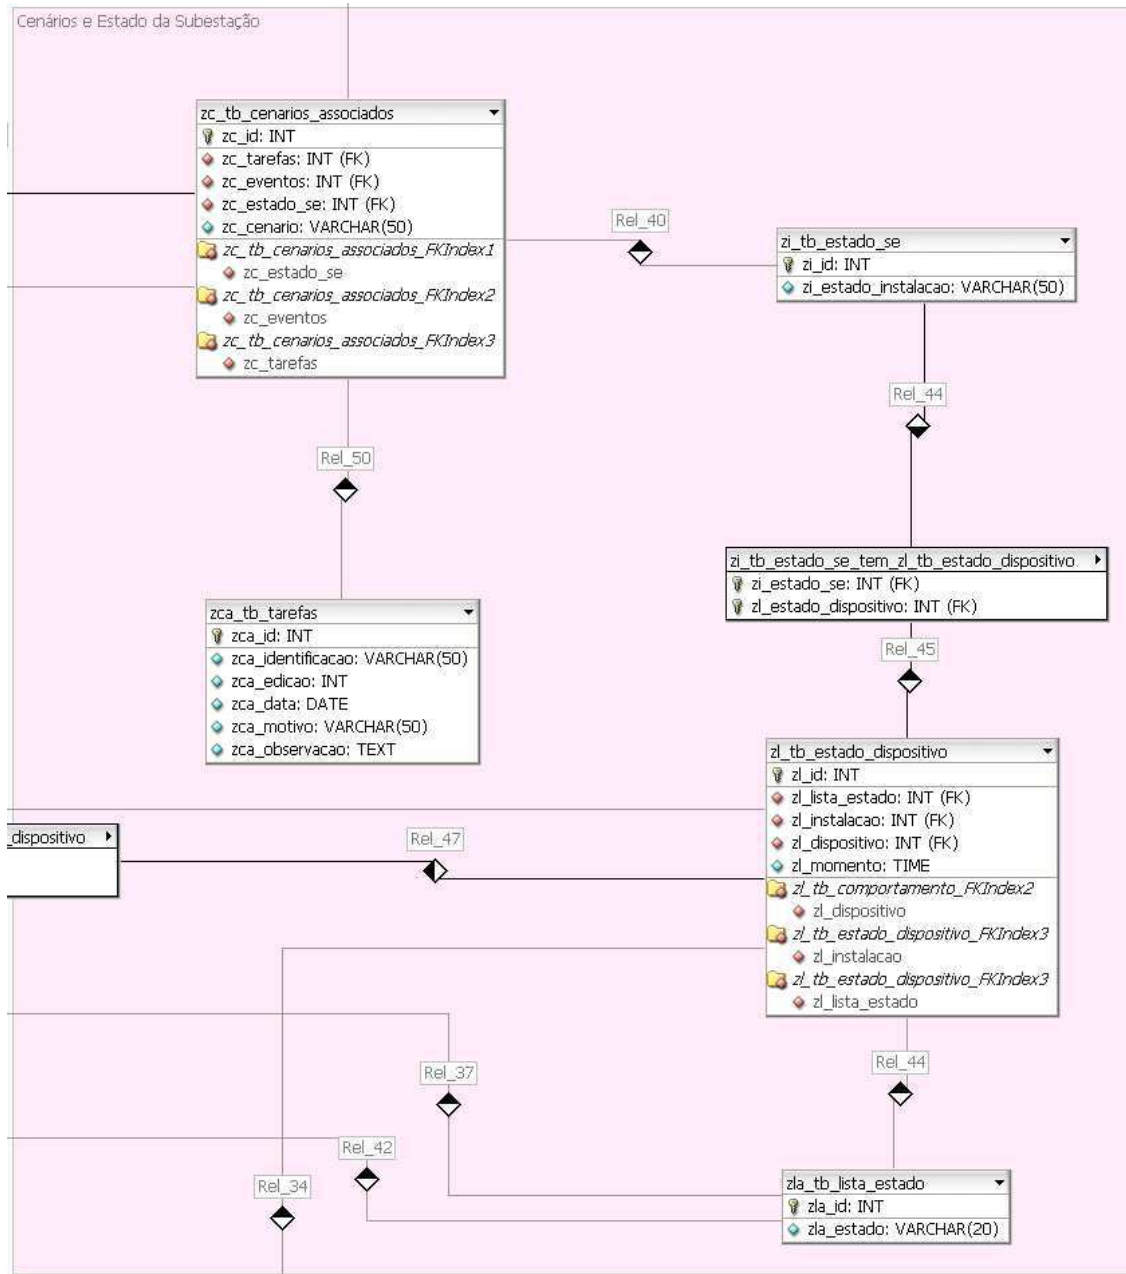 Cenários e Estado da Subestação
zc_tb_cenarios_associados
zc_id: INT
zc_tarefas: INT (FK)
zc_eventos: INT (FK)
zc_estado_se: INT (FK)
zc_cenario: VARCHAR(50)
zc_tb_cenarios_associados_FKIndex1
zc_estado_se
zc_tb_cenarios_associados_FKIndex2
zc_eventos
zc_tb_cenarios_associados_FKIndex3
zc_tarefas
Rel_40
zi_tb_estado_se
zi_id: INT
zi_estado_instalacao: VARCHAR(50)
Rel_44
Rel_50
zi_tb_estado_se_tem_zl_tb_estado_dispositivo
zi_estado_se: INT (FK)
zl_estado_dispositivo: INT (FK)
zca_tb_tarefas
zca_id: INT
zca_identificacao: VARCHAR(50)
zca_edicao: INT
zca_data: DATE
zca_motivo: VARCHAR(50)
zca_observacao: TEXT
Rel_45
zl_tb_estado_dispositivo
zl_id: INT
zl_lista_estado: INT (FK)
zl_instalacao: INT (FK)
zl_dispositivo: INT (FK)
zl_momento: TIME
zl_tb_comportamento_FKIndex2
zl_dispositivo
zl_tb_estado_dispositivo_FKIndex3
zl_instalacao
zl_tb_estado_dispositivo_FKIndex3
zl_lista_estado
_dispositivo
Rel_47
Rel_37
Rel_44
Rel_42
Rel_34
zla_tb_lista_estado
zla_id: INT
zla_estado: VARCHAR(20)